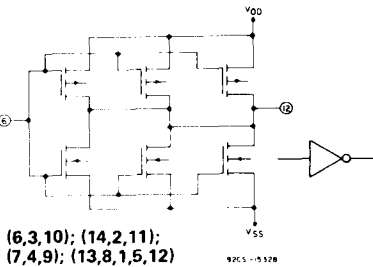 VDD
6
12
VSS
(6,3,10); (14,2,11);
(7,4,9); (13,8,1,5,12)
92CS-15328